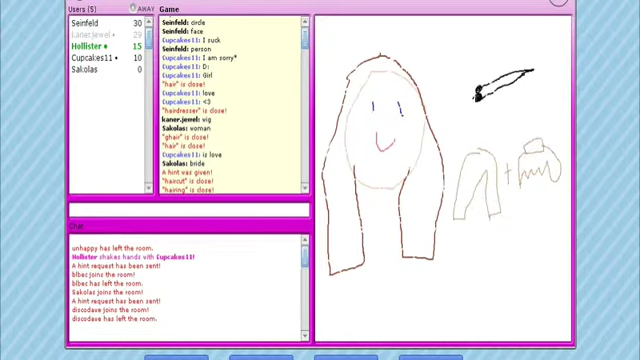 Users (5)
AWAY
Game
Seinfeld 30
Kaner.jewel 29
Hollister 15
Cupcakes11 10
Sakolas 0
Seinfeld: circle
Seinfeld: face
Cupcakes11: I suck
Seinfeld: person
Cupcakes11: I am sorry*
Cupcakes11: D:
Cupcakes11: Girl
"hair" is close!
Cupcakes11: love
Cupcakes11: <3
"hairdresser" is close!
kaner.jewel: wig
Sakolas: woman
"ghair" is close!
"hair" is close!
Cupcakes11: is love
Sakolas: bride
A hint was given!
"haircut" is close!
"hairing" is close!
Chat
unhappy has left the room.
Hollister shakes hands with Cupcakes11!
A hint request has been sent!
blbec joins the room!
blbec has left the room.
Sakolas joins the room!
A hint request has been sent!
discodave joins the room!
discodave has left the room.